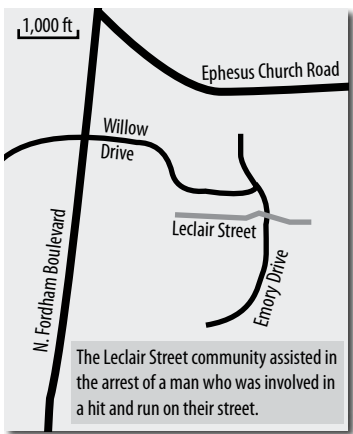 1,000 ft
Ephesus Church Road
Willow
Drive
Leclair Street
N. Fordham Boulevard
Emory Drive
The Leclair Street community assisted in
the arrest of a man who was involved in
a hit and run on their street.